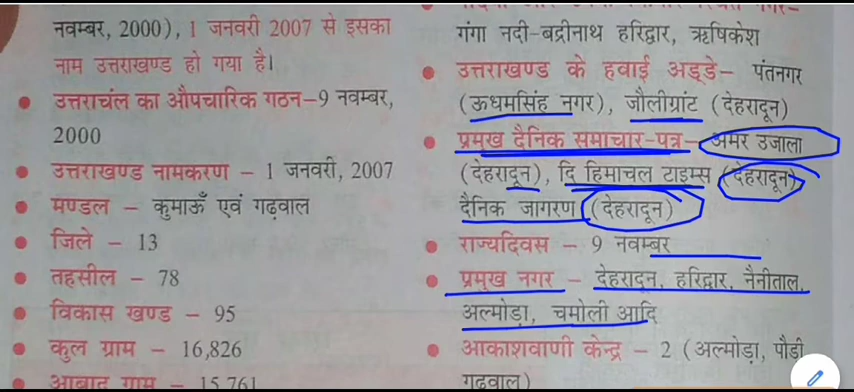 नवम्बर, 2000), 1 जनवरी 2007 से इसका
नाम उत्तराखण्ड हो गया है।
● उत्तराचंल का औपचारिक गठन–9 नवम्बर,
2000
● उत्तराखण्ड नामकरण – 1 जनवरी, 2007
● मण्डल – कुमाऊँ एवं गढ़वाल
● जिले – 13
● तहसील – 78
● विकास खण्ड – 95
● कुल ग्राम – 16,826
● आबाद ग्राम – 15,761
गंगा नदी–बद्रीनाथ हरिद्वार, ऋषिकेश
● उत्तराखण्ड के हवाई अड्डे– पंतनगर
(ऊधमसिंह नगर), जौलीग्रांट (देहरादून)
● प्रमुख दैनिक समाचार-पत्र– अमर उजाला
(देहरादून), दि हिमाचल टाइम्स (देहरादून)
दैनिक जागरण (देहरादून)
● राज्यदिवस – 9 नवम्बर
● प्रमुख नगर – देहरादून, हरिद्वार, नैनीताल,
अल्मोड़ा, चमोली आदि
● आकाशवाणी केन्द्र – 2 (अल्मोड़ा, पौडी
गढ़वाल)